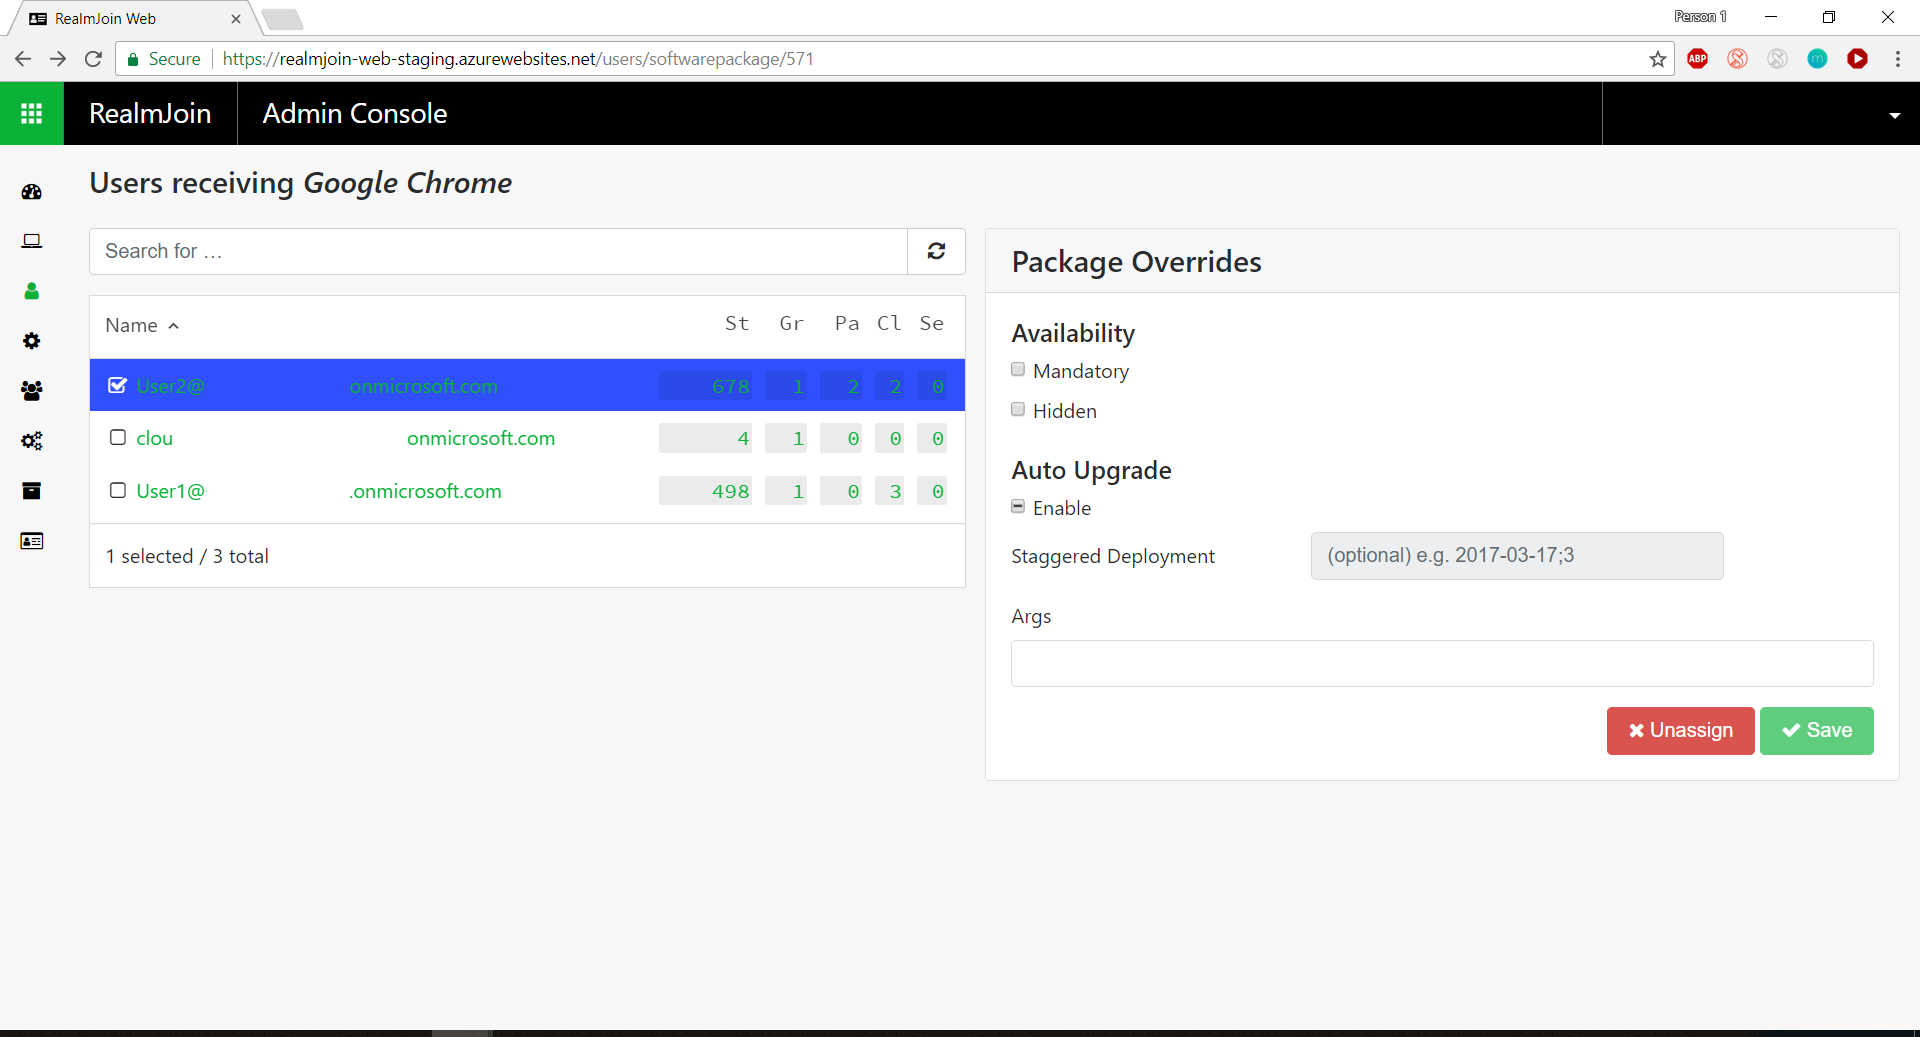 RealmJoin Web
Person 1
Secure
https://realmjoin-web-staging.azurewebsites.net/users/softwarepackage/571
ABP
m
RealmJoin
Admin Console
Users receiving Google Chrome
Search for …
Name
St Gr Pa Cl Se
User2@ onmicrosoft.com 678 1 2 2 0
clou onmicrosoft.com 4 1 0 0 0
User1@ .onmicrosoft.com 498 1 0 3 0
1 selected / 3 total
Package Overrides
Availability
Mandatory
Hidden
Auto Upgrade
Enable
Staggered Deployment
(optional) e.g. 2017-03-17;3
Args
Unassign
Save